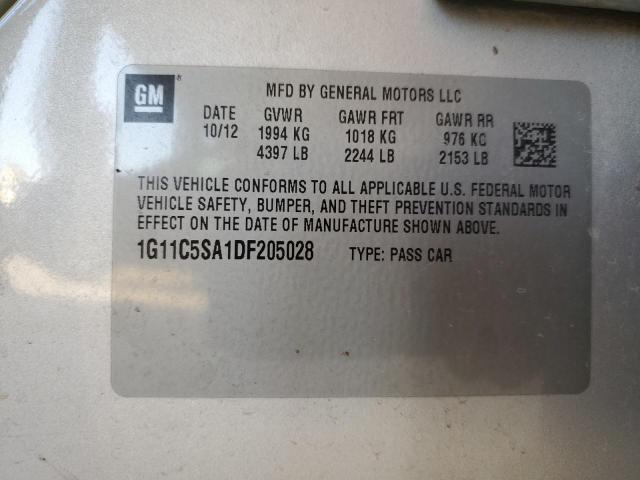 GM
MFD BY GENERAL MOTORS LLC
DATE GVWR GAWR FRT GAWR RR
10/12 1994 KG 1018 KG 976 KG
4397 LB 2244 LB 2153 LB
THIS VEHICLE CONFORMS TO ALL APPLICABLE U.S. FEDERAL MOTOR
VEHICLE SAFETY, BUMPER, AND THEFT PREVENTION STANDARDS IN
EFFECT ON THE DATE OF MANUFACTURE SHOWN ABOVE.
1G11C5SA1DF205028 TYPE: PASS CAR